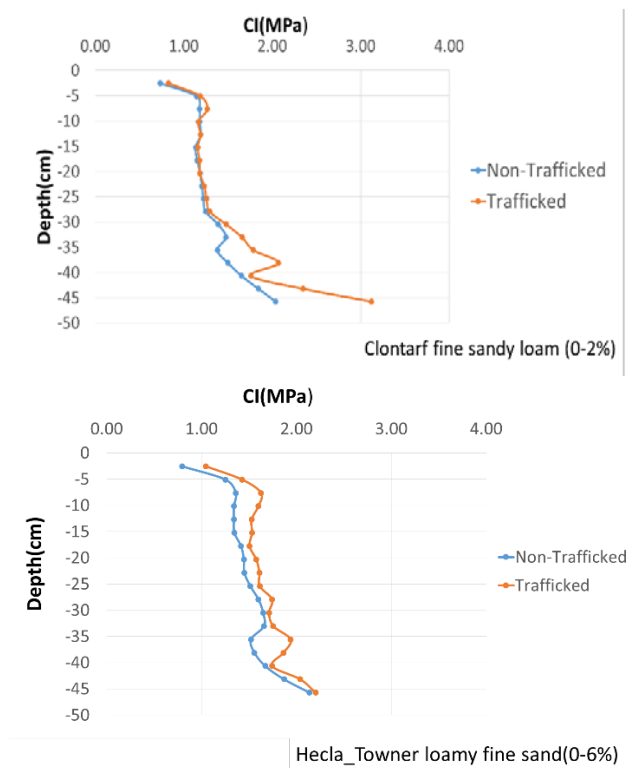 CI(MPa)
0.00 1.00 2.00 3.00 4.00
0
-5
-10
-15
-20
-25
-30
-35
-40
-45
-50
Depth(cm)
Non-Trafficked
Trafficked
Clontarf fine sandy loam (0-2%)
CI(MPa)
0.00 1.00 2.00 3.00 4.00
0
-5
-10
-15
-20
-25
-30
-35
-40
-45
-50
Depth(cm)
Non-Trafficked
Trafficked
Hecla_Towner loamy fine sand(0-6%)